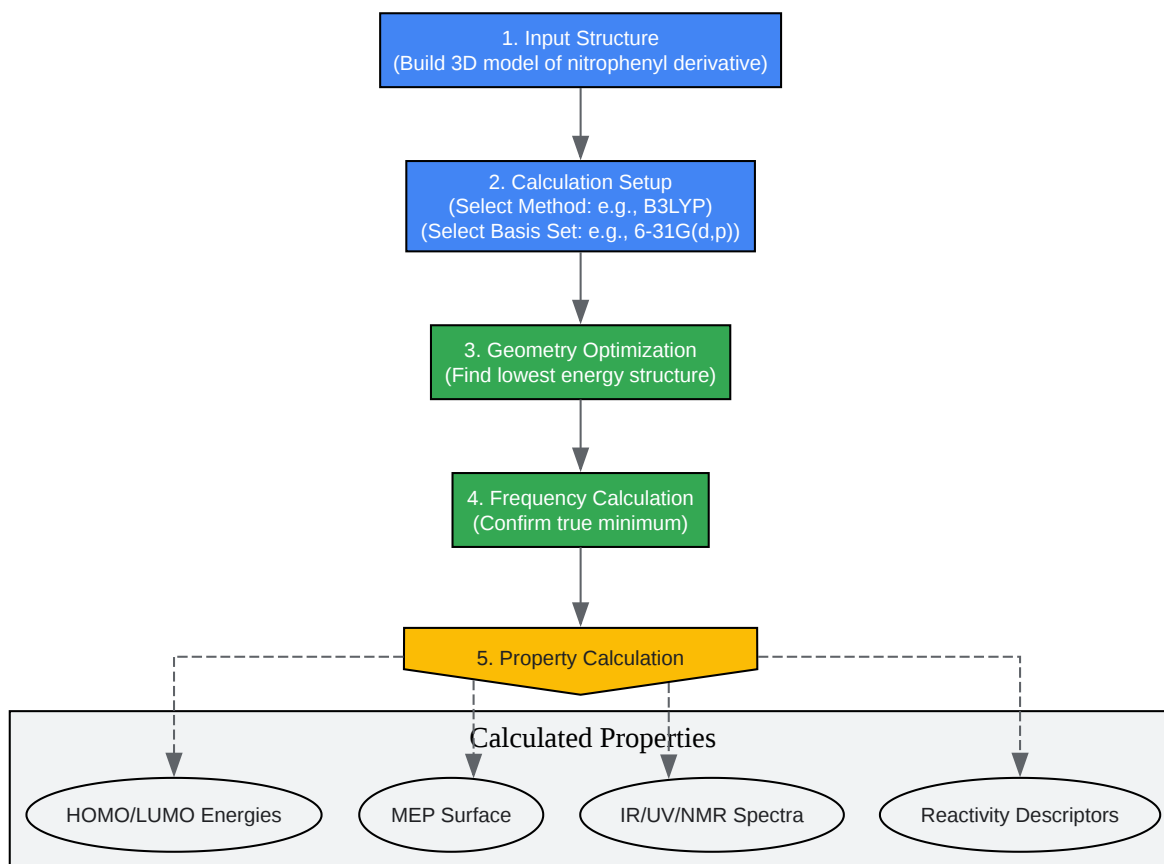 1. Input Structure
(Build 3D model of nitrophenyl derivative)
2. Calculation Setup
(Select Method: e.g., B3LYP)
(Select Basis Set: e.g., 6-31G(d,p))
3. Geometry Optimization
(Find lowest energy structure)
4. Frequency Calculation
(Confirm true minimum)
5. Property Calculation
Calculated Properties
HOMO/LUMO Energies
MEP Surface
IR/UV/NMR Spectra
Reactivity Descriptors